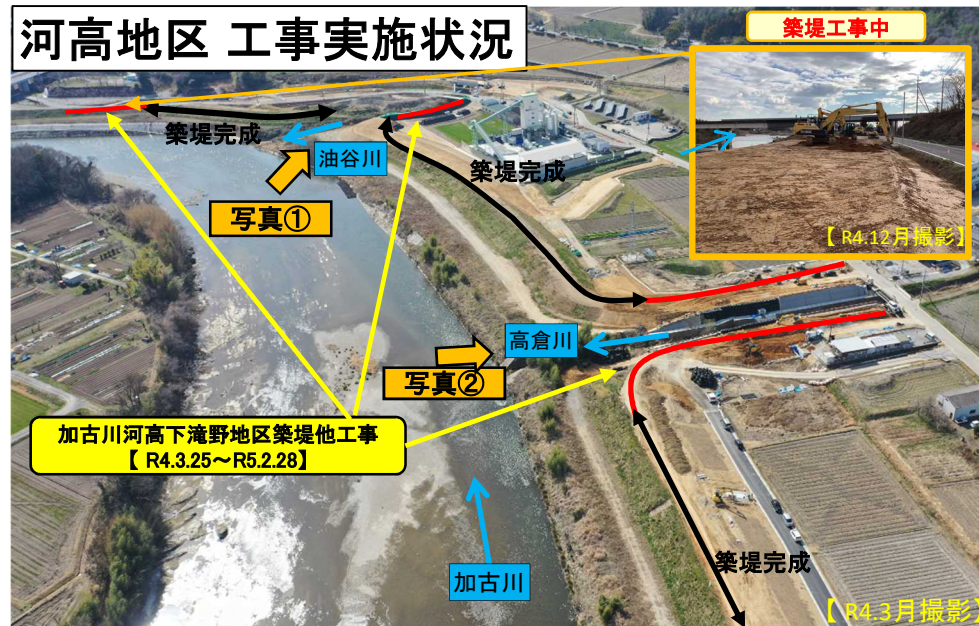 河高地区 工事実施状況
築堤工事中
築堤完成
油谷川
写真①
築堤完成
【 R4.12月撮影】
高倉川
写真②
加古川河高下滝野地区築堤他工事
【 R4.3.25～R5.2.28】
加古川
築堤完成
【 R4.3月撮影】